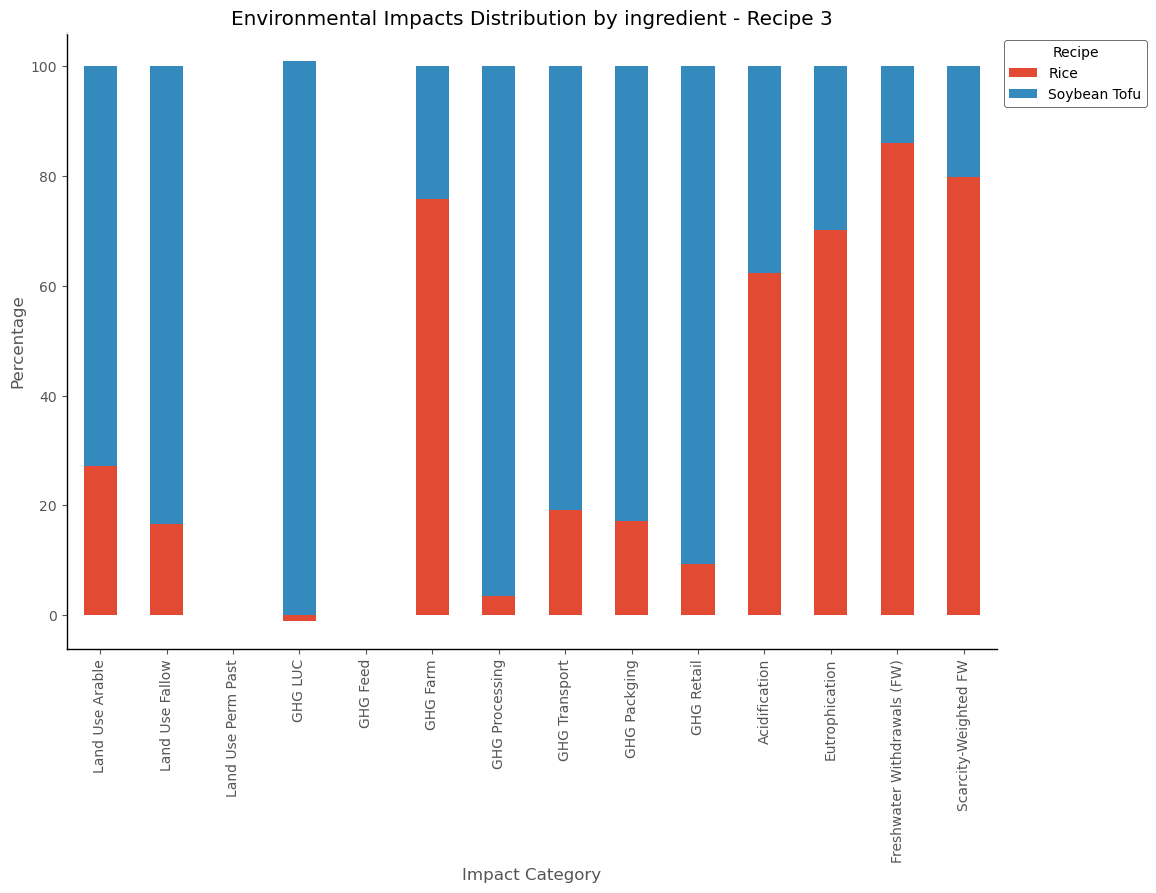 Environmental Impacts Distribution by ingredient - Recipe 3
Recipe
Rice
Soybean Tofu
Percentage
100
80
60
40
20
0
Land Use Arable
Land Use Fallow
Land Use Perm Past
GHG LUC
GHG Feed
GHG Farm
GHG Processing
GHG Transport
GHG Packging
GHG Retail
Acidification
Eutrophication
Freshwater Withdrawals (FW)
Scarcity-Weighted FW
Impact Category